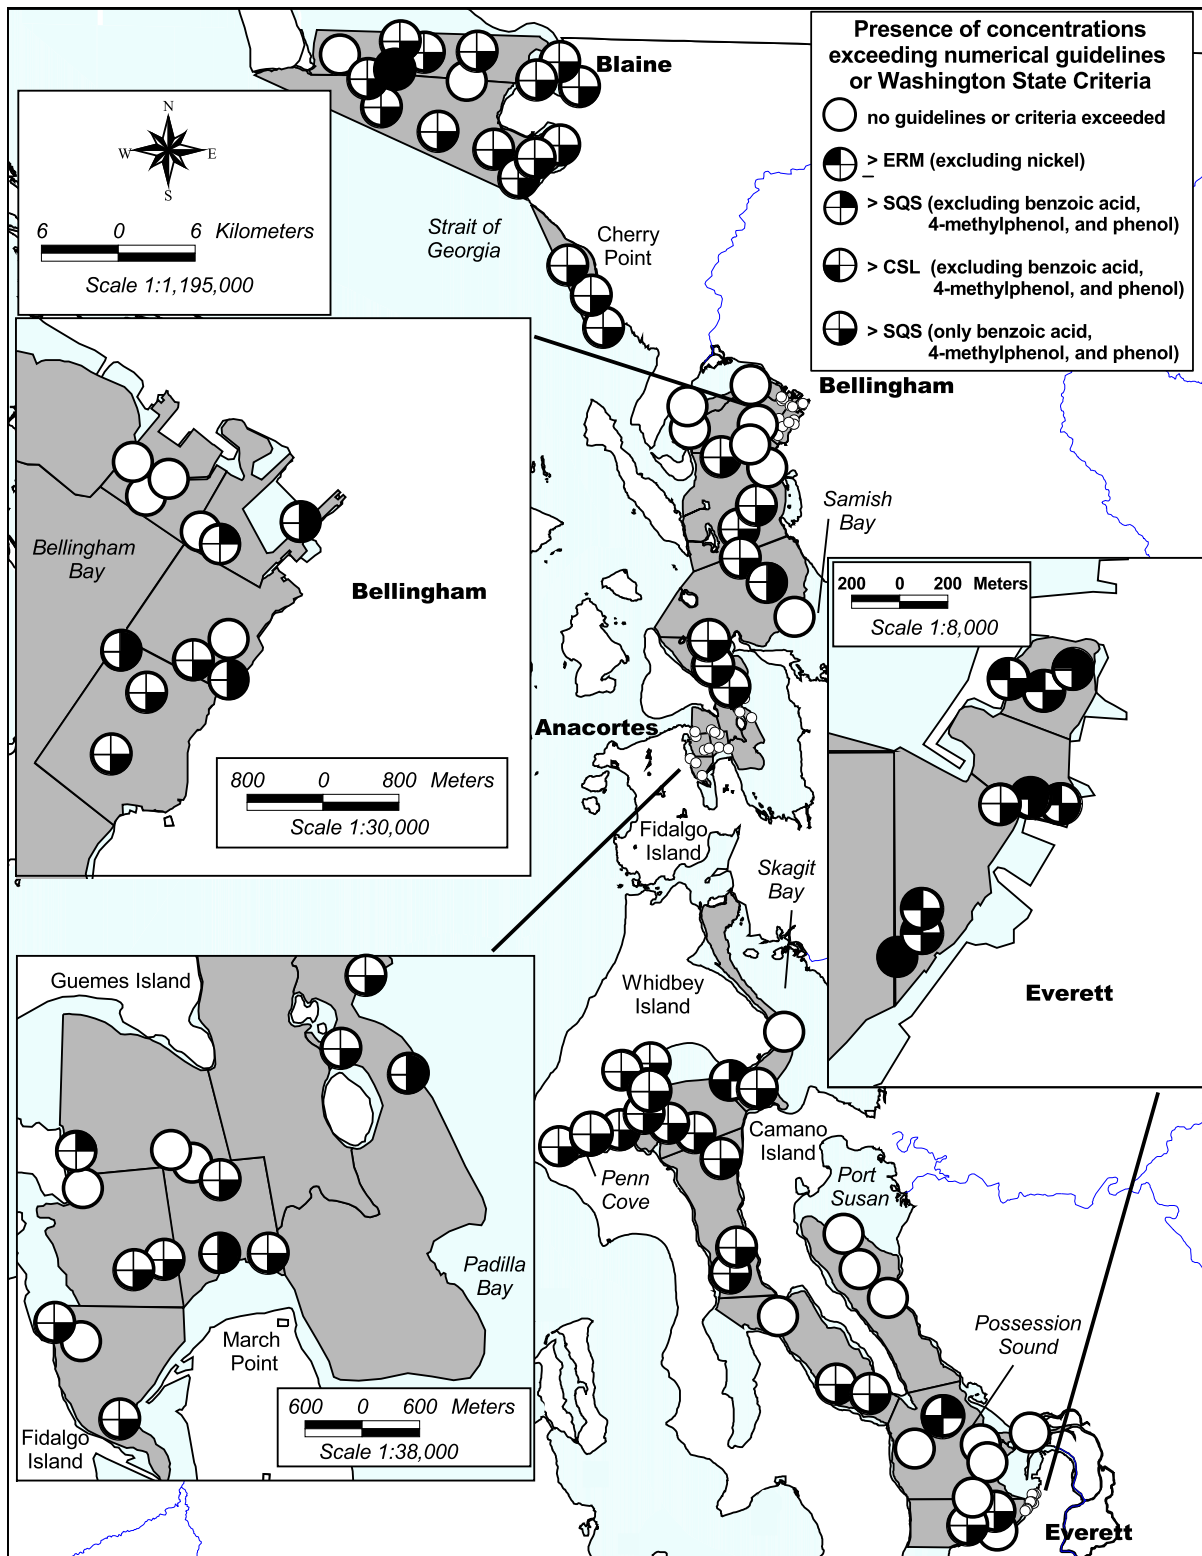 Presence of concentrations
exceeding numerical guidelines
or Washington State Criteria
no guidelines or criteria exceeded
> ERM (excluding nickel)
> SQS (excluding benzoic acid,
4-methylphenol, and phenol)
> CSL (excluding benzoic acid,
4-methylphenol, and phenol)
> SQS (only benzoic acid,
4-methylphenol, and phenol)
Blaine
N
W E
S
6 0 6 Kilometers
Scale 1:1,195,000
Strait of
Georgia
Cherry
Point
Bellingham
Samish
Bay
Bellingham
Bay
Bellingham
800 0 800 Meters
Scale 1:30,000
200 0 200 Meters
Scale 1:8,000
Everett
Anacortes
Fidalgo
Island
Skagit
Bay
Whidbey
Island
Guemes Island
Padilla
Bay
March
Point
Fidalgo
Island
600 0 600 Meters
Scale 1:38,000
Penn
Cove
Camano
Island
Port
Susan
Possession
Sound
Everett